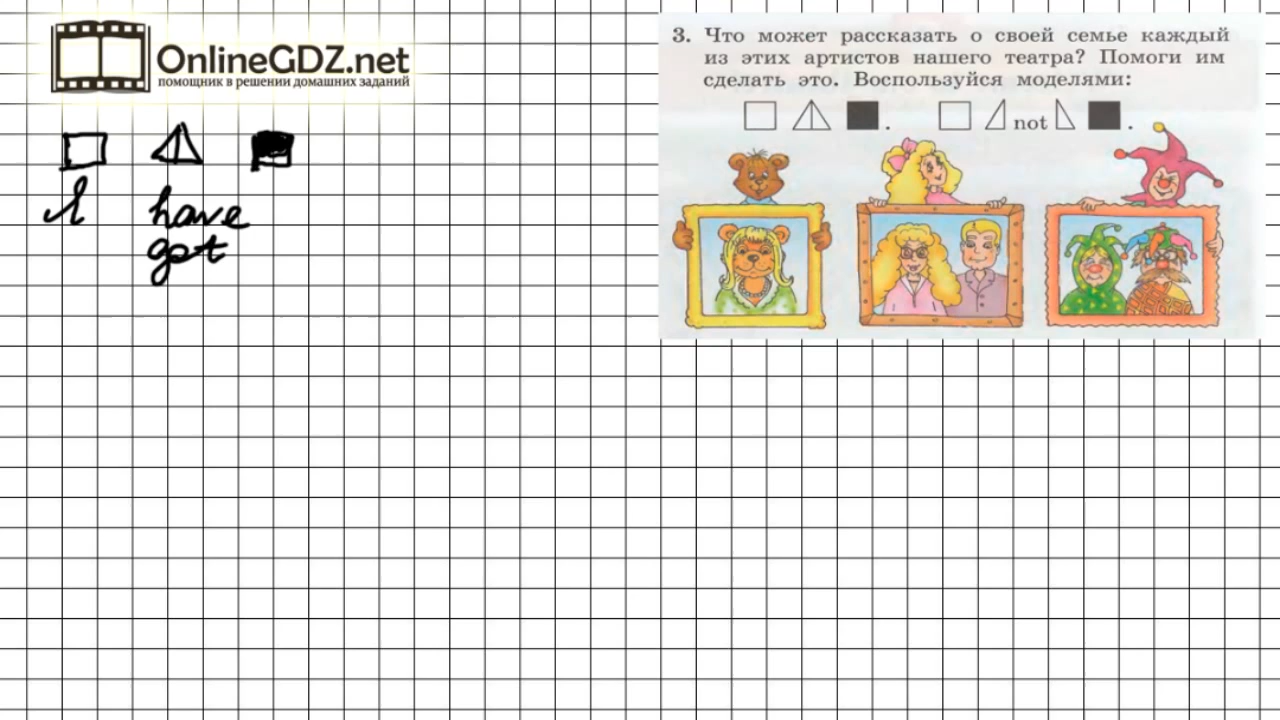 OnlineGDZ.net
помощник в решении домашних заданий
I have
got
3. Что может рассказать о своей семье каждый
из этих артистов нашего театра? Помоги им
сделать это. Воспользуйся моделями:
. not .